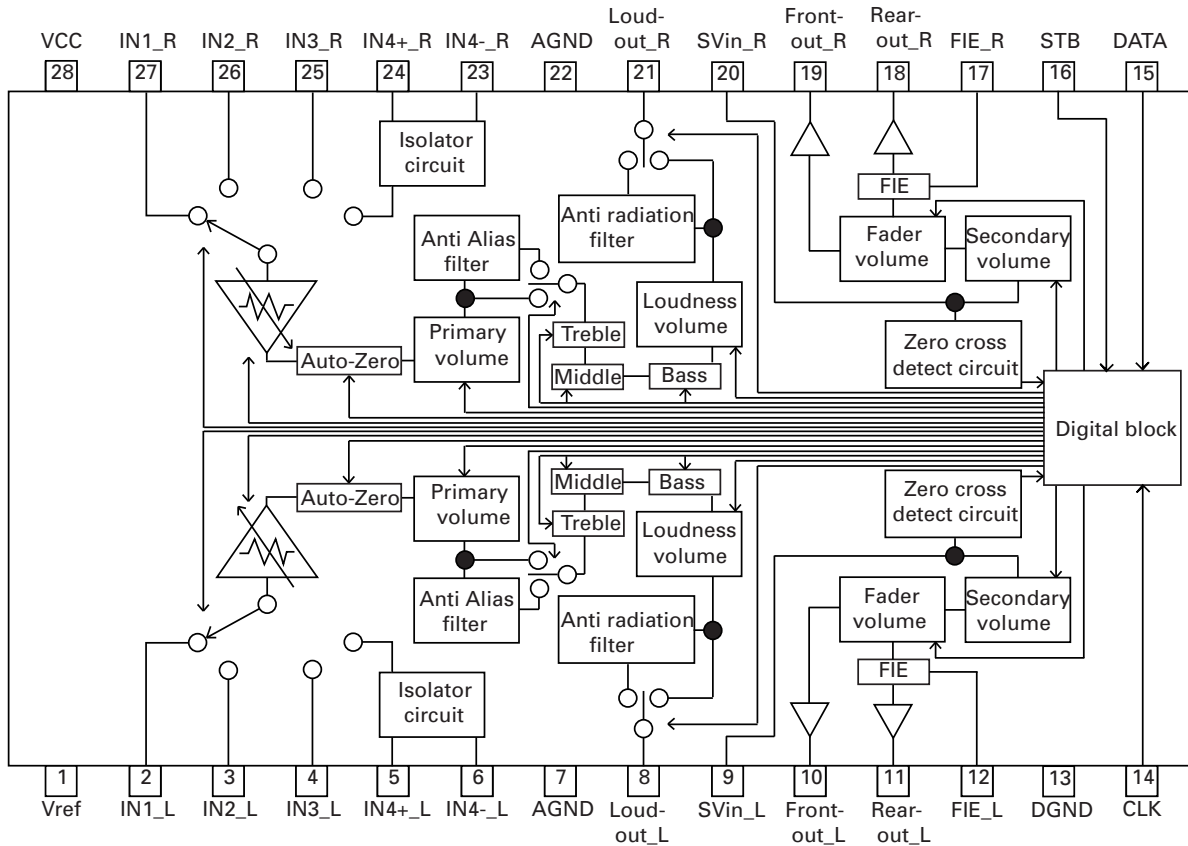 VCC
IN1_R
IN2_R
IN3_R
IN4+_R
IN4-_R
AGND
Loud-
out_R
SVin_R
Front-
out_R
Rear-
out_R
FIE_R
STB
DATA
28
27
26
25
24
23
22
21
20
19
18
17
16
15
Isolator
circuit
FIE
Anti radiation
filter
Anti Alias
filter
Fader
volume
Secondary
volume
Loudness
volume
Primary
volume
Treble
Zero cross
detect circuit
Auto-Zero
Middle
Bass
Digital block
Auto-Zero
Primary
volume
Middle
Bass
Zero cross
detect circuit
Treble
Loudness
volume
Anti Alias
filter
Anti radiation
filter
Fader
volume
Secondary
volume
FIE
Isolator
circuit
1
2
3
4
5
6
7
8
9
10
11
12
13
14
Vref
IN1_L
IN2_L
IN3_L
IN4+_L
IN4-_L
AGND
Loud-
out_L
SVin_L
Front-
out_L
Rear-
out_L
FIE_L
DGND
CLK